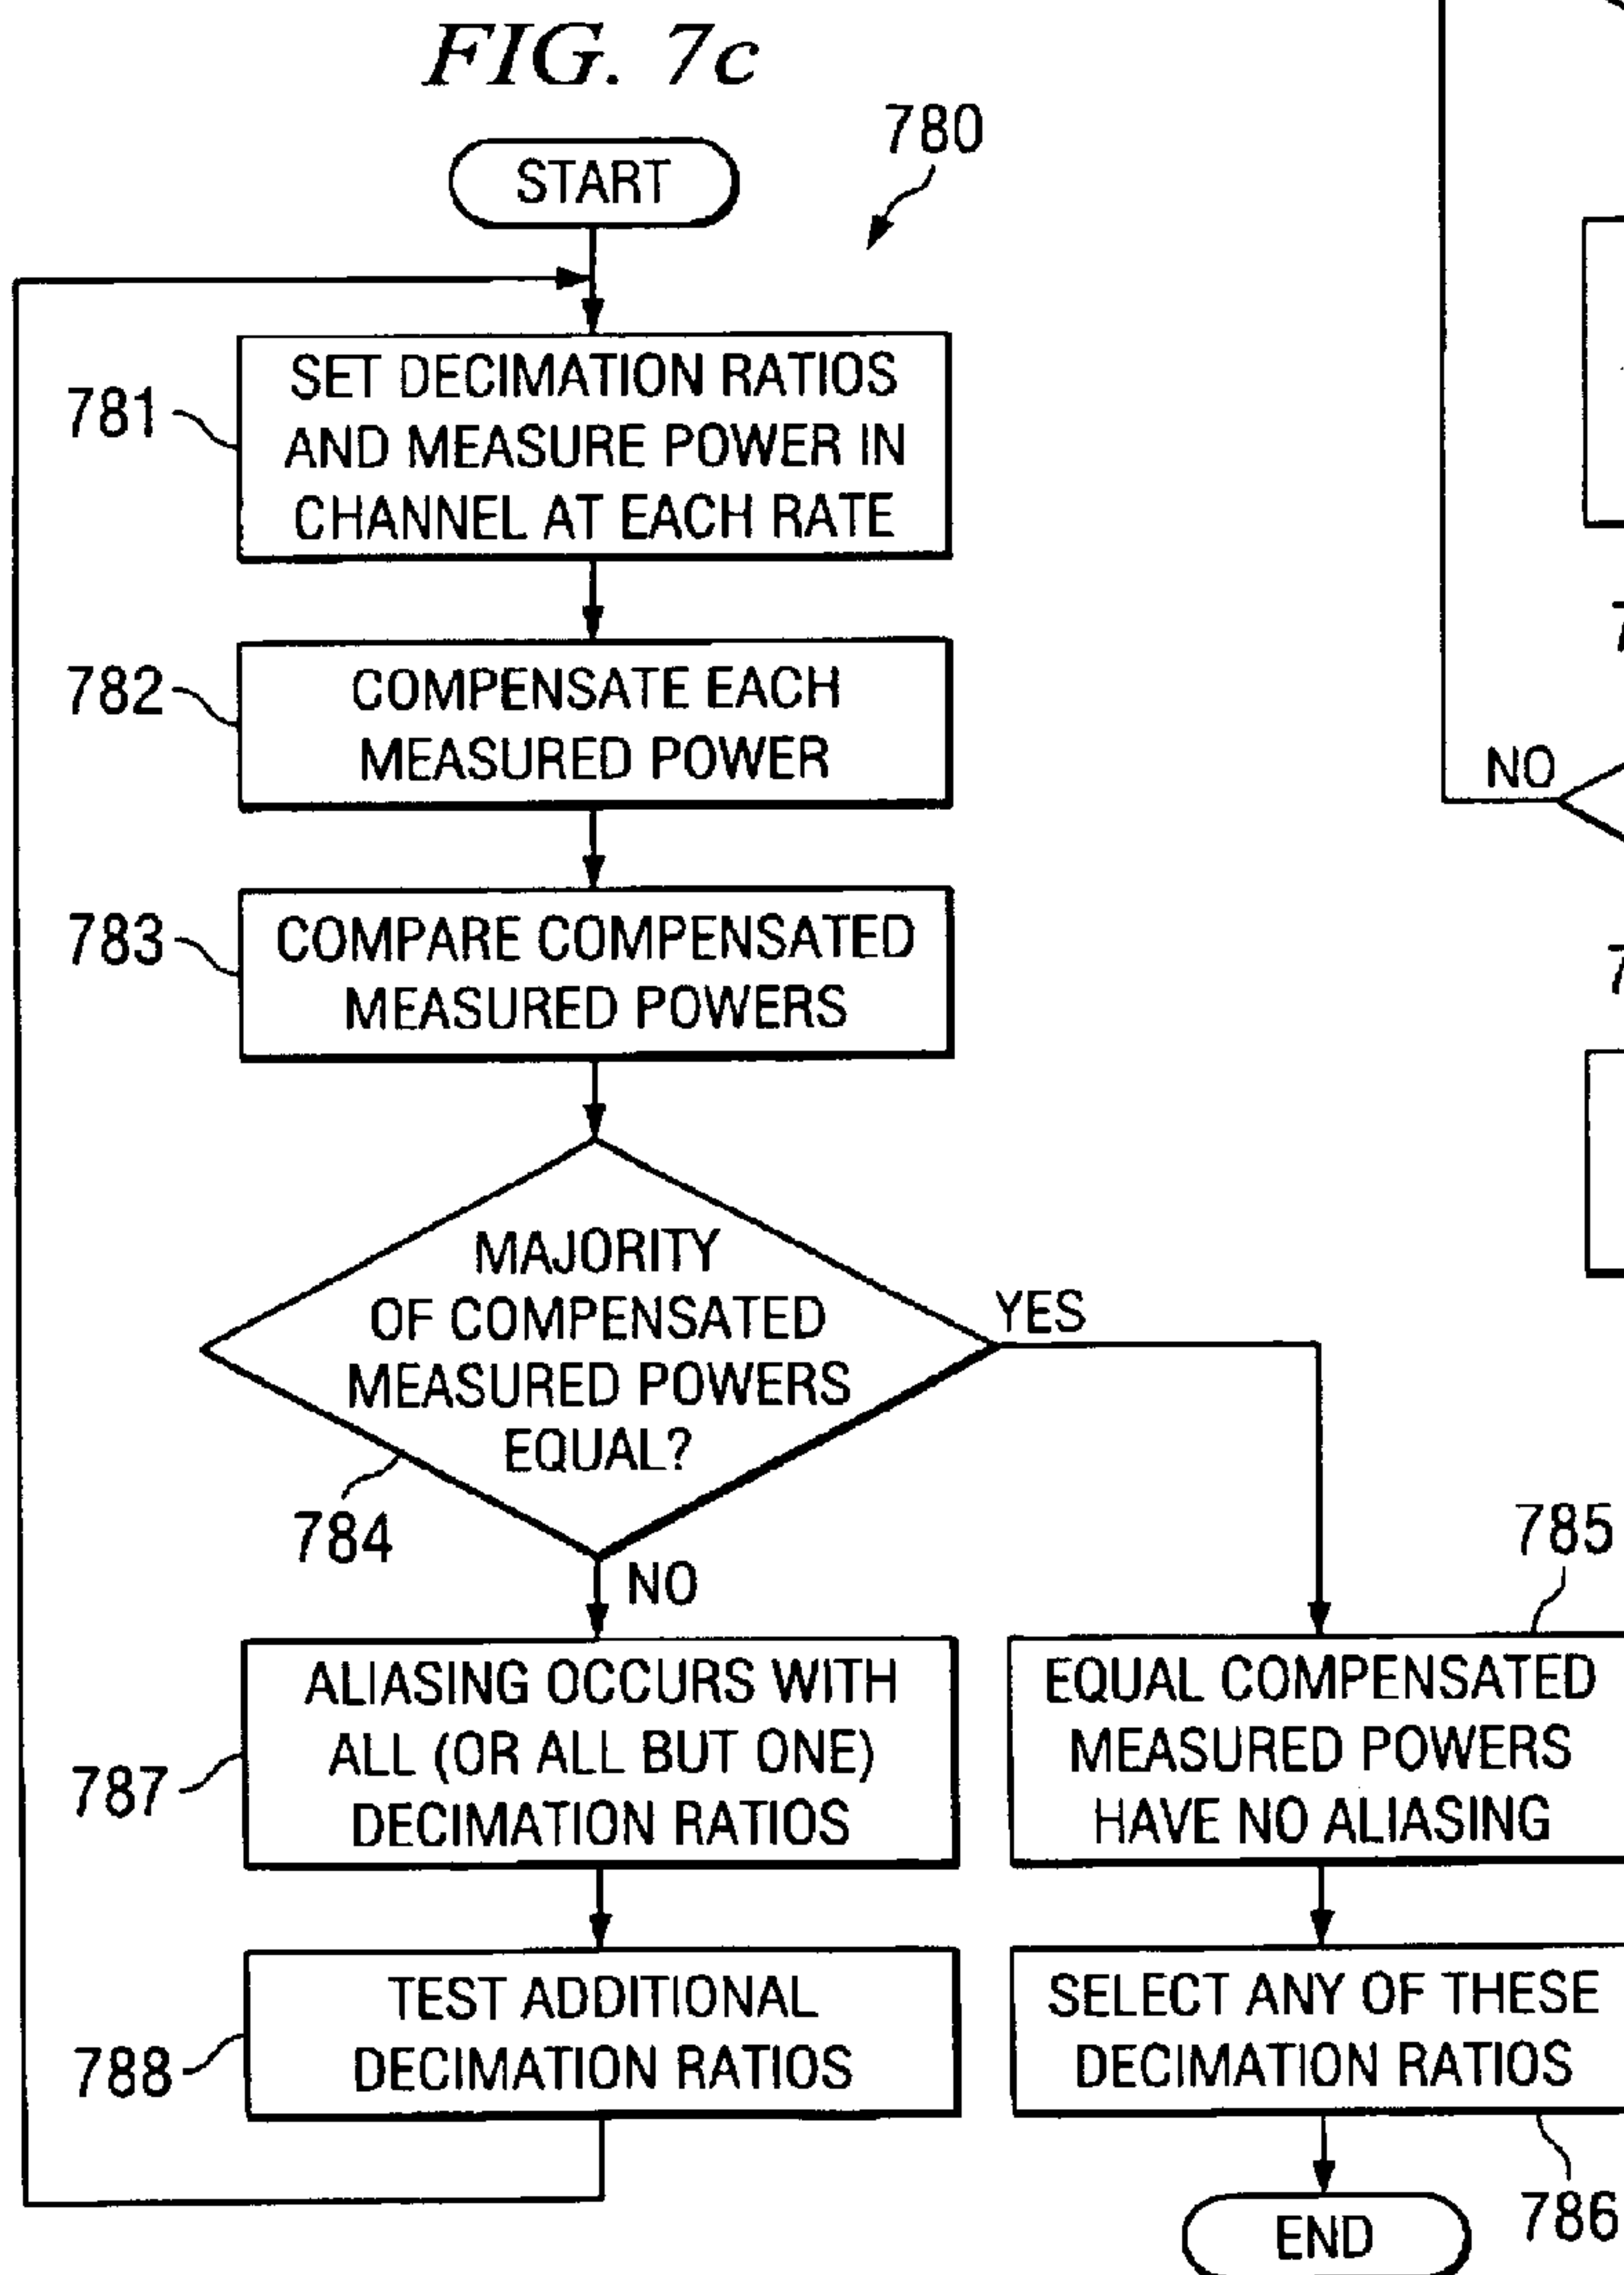 FIG. 7c
780
START
781
SET DECIMATION RATIOS
AND MEASURE POWER IN
CHANNEL AT EACH RATE
782
COMPENSATE EACH
MEASURED POWER
783
COMPARE COMPENSATED
MEASURED POWERS
MAJORITY
OF COMPENSATED
MEASURED POWERS
EQUAL?
784
YES
NO
785
787
ALIASING OCCURS WITH
ALL (OR ALL BUT ONE)
DECIMATION RATIOS
EQUAL COMPENSATED
MEASURED POWERS
HAVE NO ALIASING
788
TEST ADDITIONAL
DECIMATION RATIOS
SELECT ANY OF THESE
DECIMATION RATIOS
786
END
NO